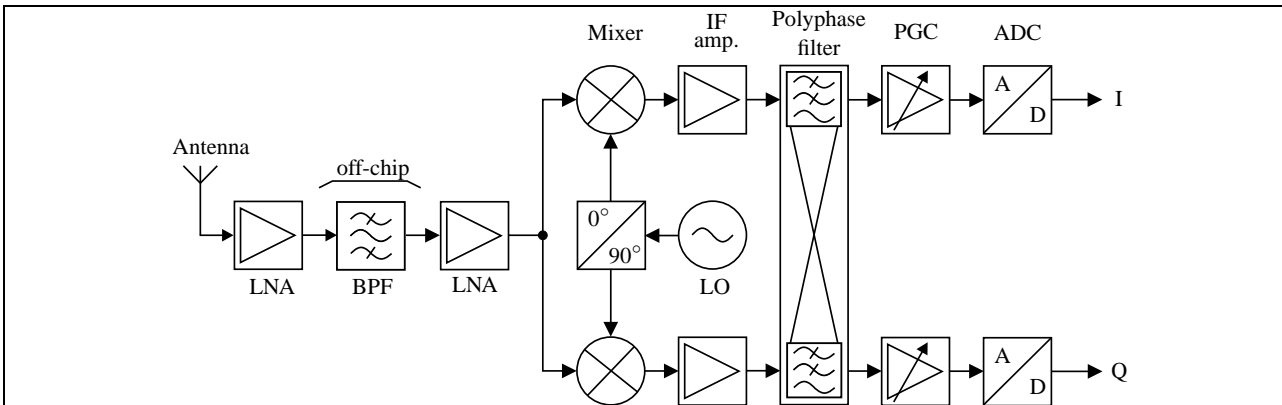 Mixer
IF
amp.
Polyphase
filter
PGC
ADC
A
D
I
Antenna
off-chip
LNA
BPF
LNA
0°
90°
LO
A
D
Q